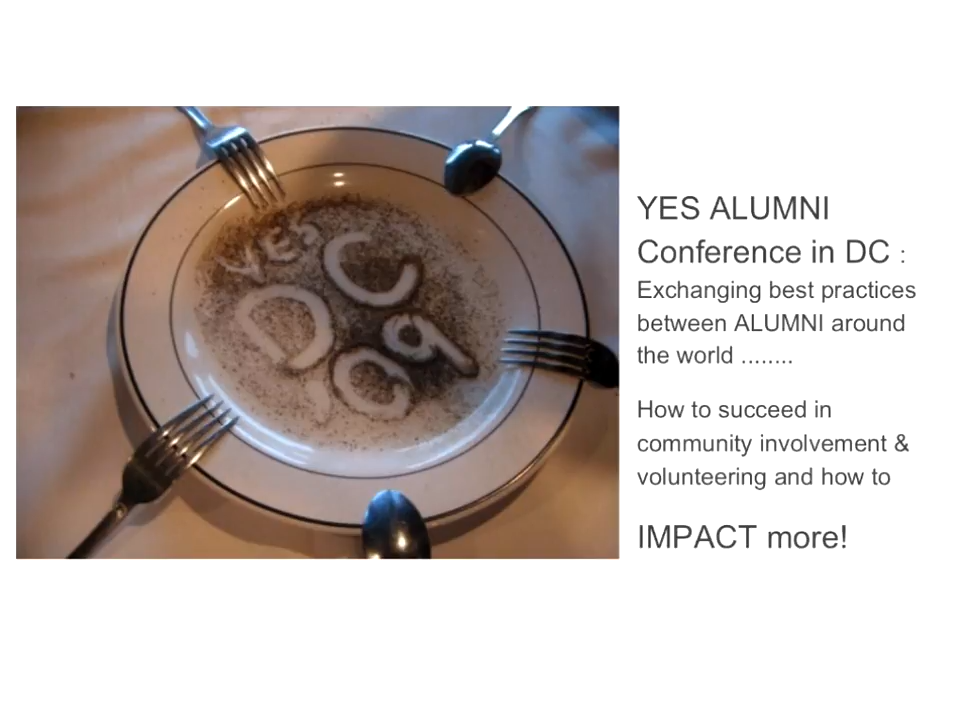 YES
DC
'09
YES ALUMNI
Conference in DC :
Exchanging best practices
between ALUMNI around
the world ........
How to succeed in
community involvement &
volunteering and how to
IMPACT more!